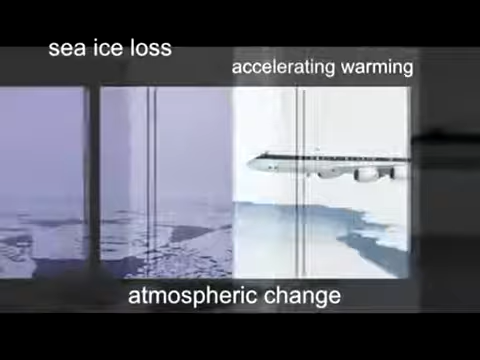 sea ice loss
accelerating warming
atmospheric change